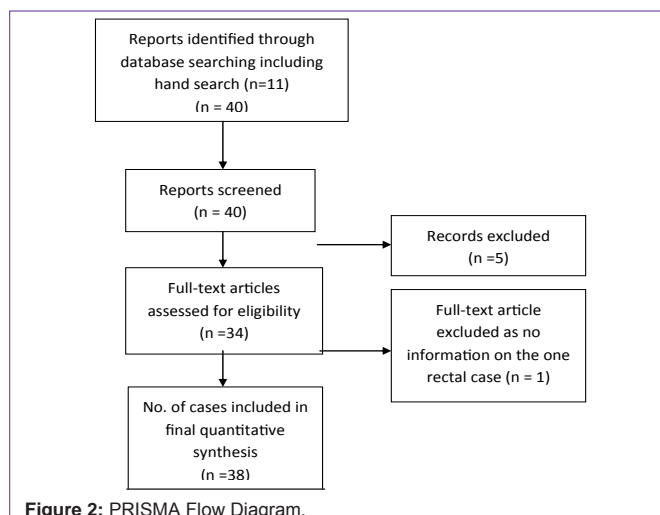 Reports identified through
database searching including
hand search (n=11)
(n = 40)
Reports screened
(n = 40)
Records excluded
(n =5)
Full-text articles
assessed for eligibility
(n =34)
Full-text article
excluded as no
information on the one
rectal case (n = 1)
No. of cases included in
final quantitative
synthesis
(n =38)
Figure 2: PRISMA Flow Diagram.